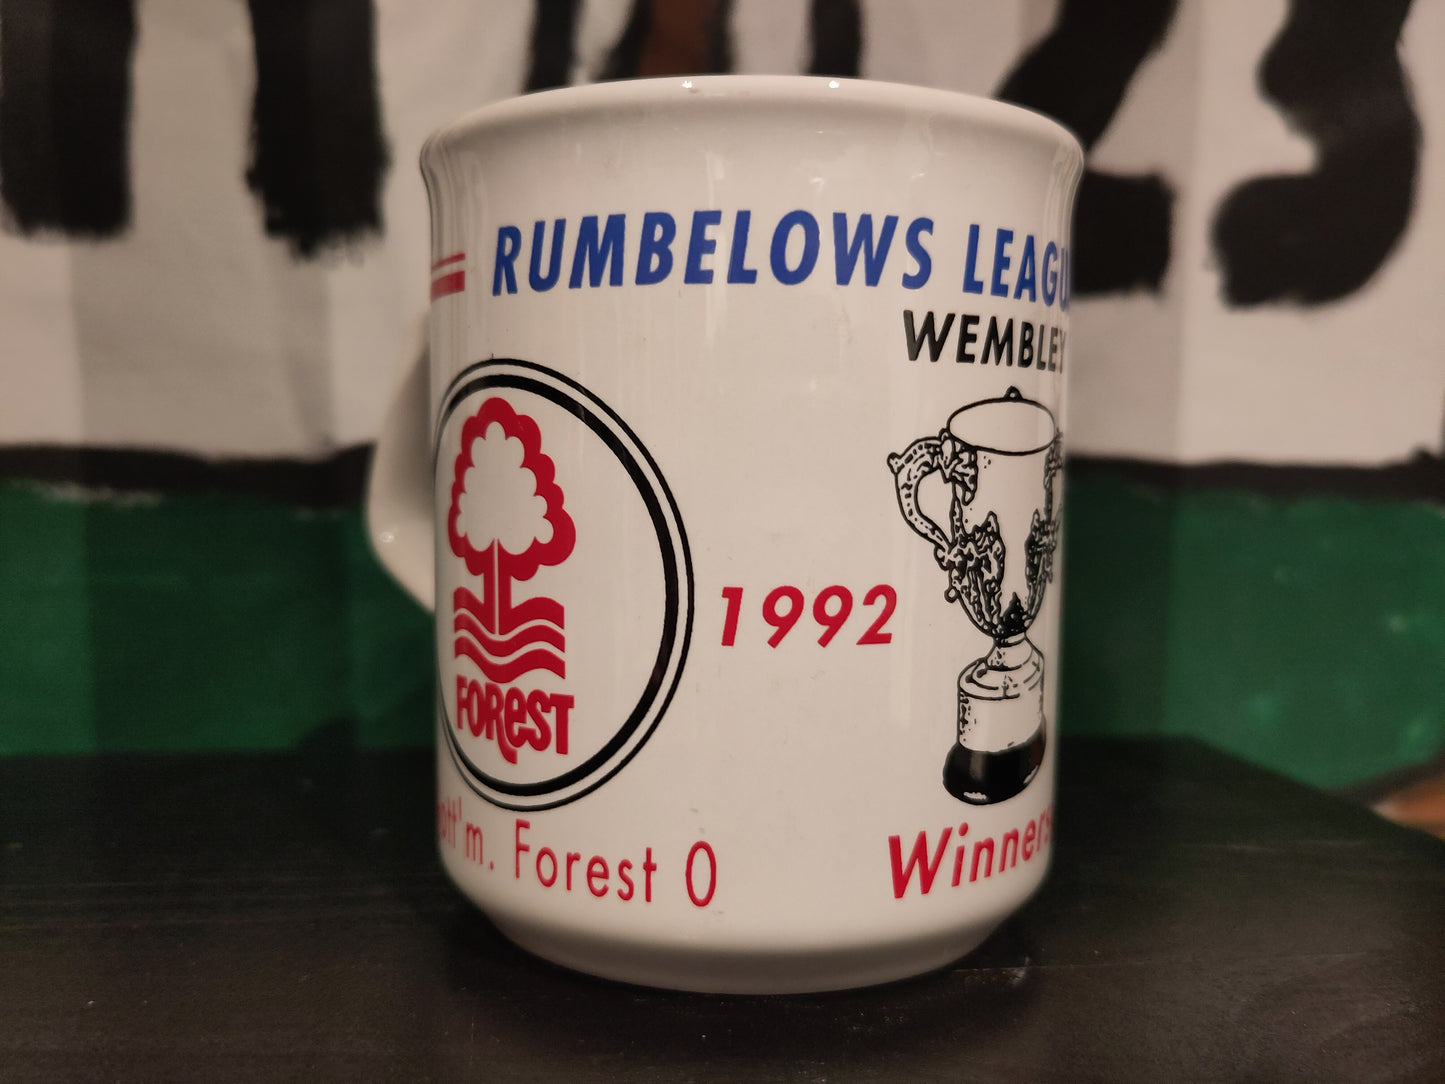 RUMBELOWS LEAGU
WEMBLEY
1992
FOREST
ott'm. Forest 0
Winners